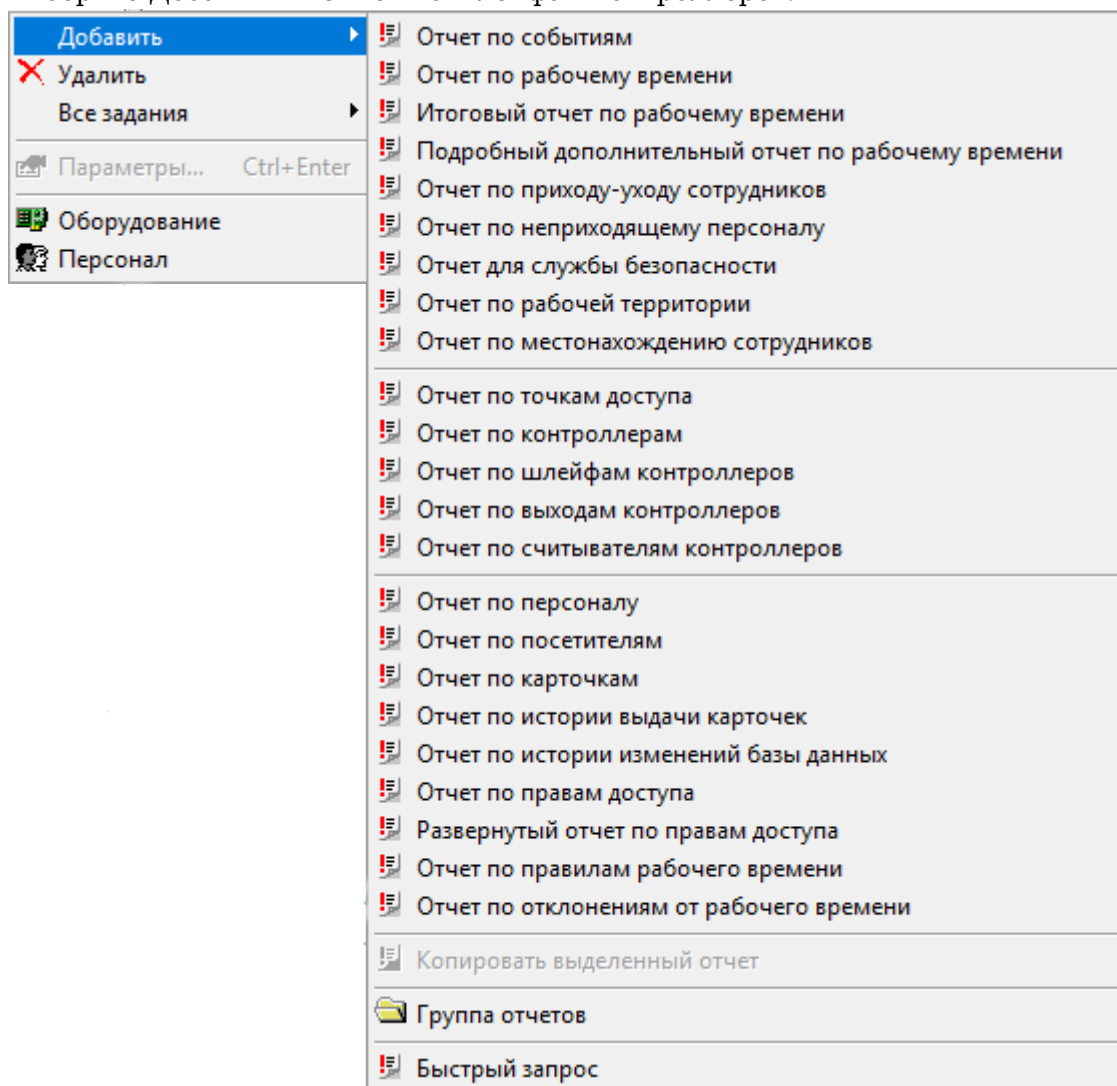 Добавить
Удалить
Все задания
Параметры... Ctrl+Enter
Оборудование
Персонал
Отчет по событиям
Отчет по рабочему времени
Итоговый отчет по рабочему времени
Подробный дополнительный отчет по рабочему времени
Отчет по приходу-уходу сотрудников
Отчет по неприходящему персоналу
Отчет для службы безопасности
Отчет по рабочей территории
Отчет по местонахождению сотрудников
Отчет по точкам доступа
Отчет по контроллерам
Отчет по шлейфам контроллеров
Отчет по выходам контроллеров
Отчет по считывателям контроллеров
Отчет по персоналу
Отчет по посетителям
Отчет по карточкам
Отчет по истории выдачи карточек
Отчет по истории изменений базы данных
Отчет по правам доступа
Развернутый отчет по правам доступа
Отчет по правилам рабочего времени
Отчет по отклонениям от рабочего времени
Копировать выделенный отчет
Группа отчетов
Быстрый запрос